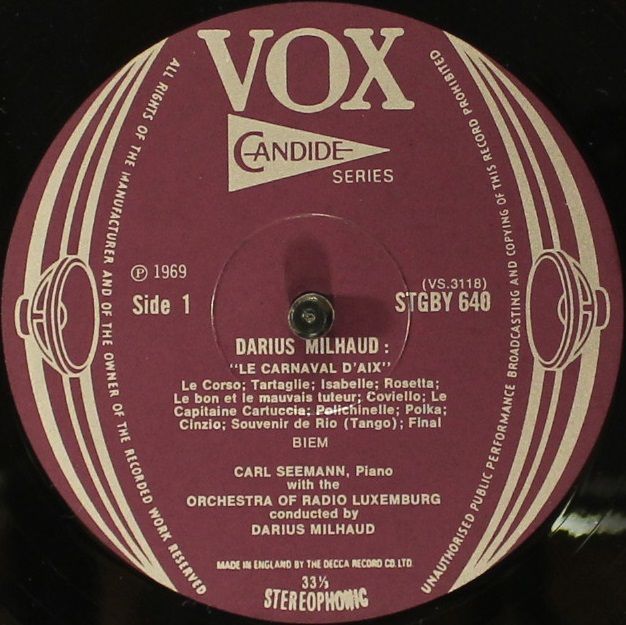 VOX
CANDIDE
SERIES
ALL RIGHTS OF THE MANUFACTURER AND OF THE OWNER OF THE RECORDED WORK RESERVED
UNAUTHORISED PUBLIC PERFORMANCE BROADCASTING AND COPYING OF THIS RECORD PROHIBITED
Ⓟ 1969
Side 1
(VS.3118)
STGBY 640
DARIUS MILHAUD:
"LE CARNAVAL D'AIX"
Le Corso; Tartaglie; Isabelle; Rosetta;
Le bon et le mauvais tuteur; Coviello; Le
Capitaine Cartuccia; Polichinelle; Polka;
Cinzio; Souvenir de Rio (Tango); Final
BIEM
CARL SEEMANN, Piano
with the
ORCHESTRA OF RADIO LUXEMBURG
conducted by
DARIUS MILHAUD
MADE IN ENGLAND BY THE DECCA RECORD CO. LTD.
33⅓
STEREOPHONIC